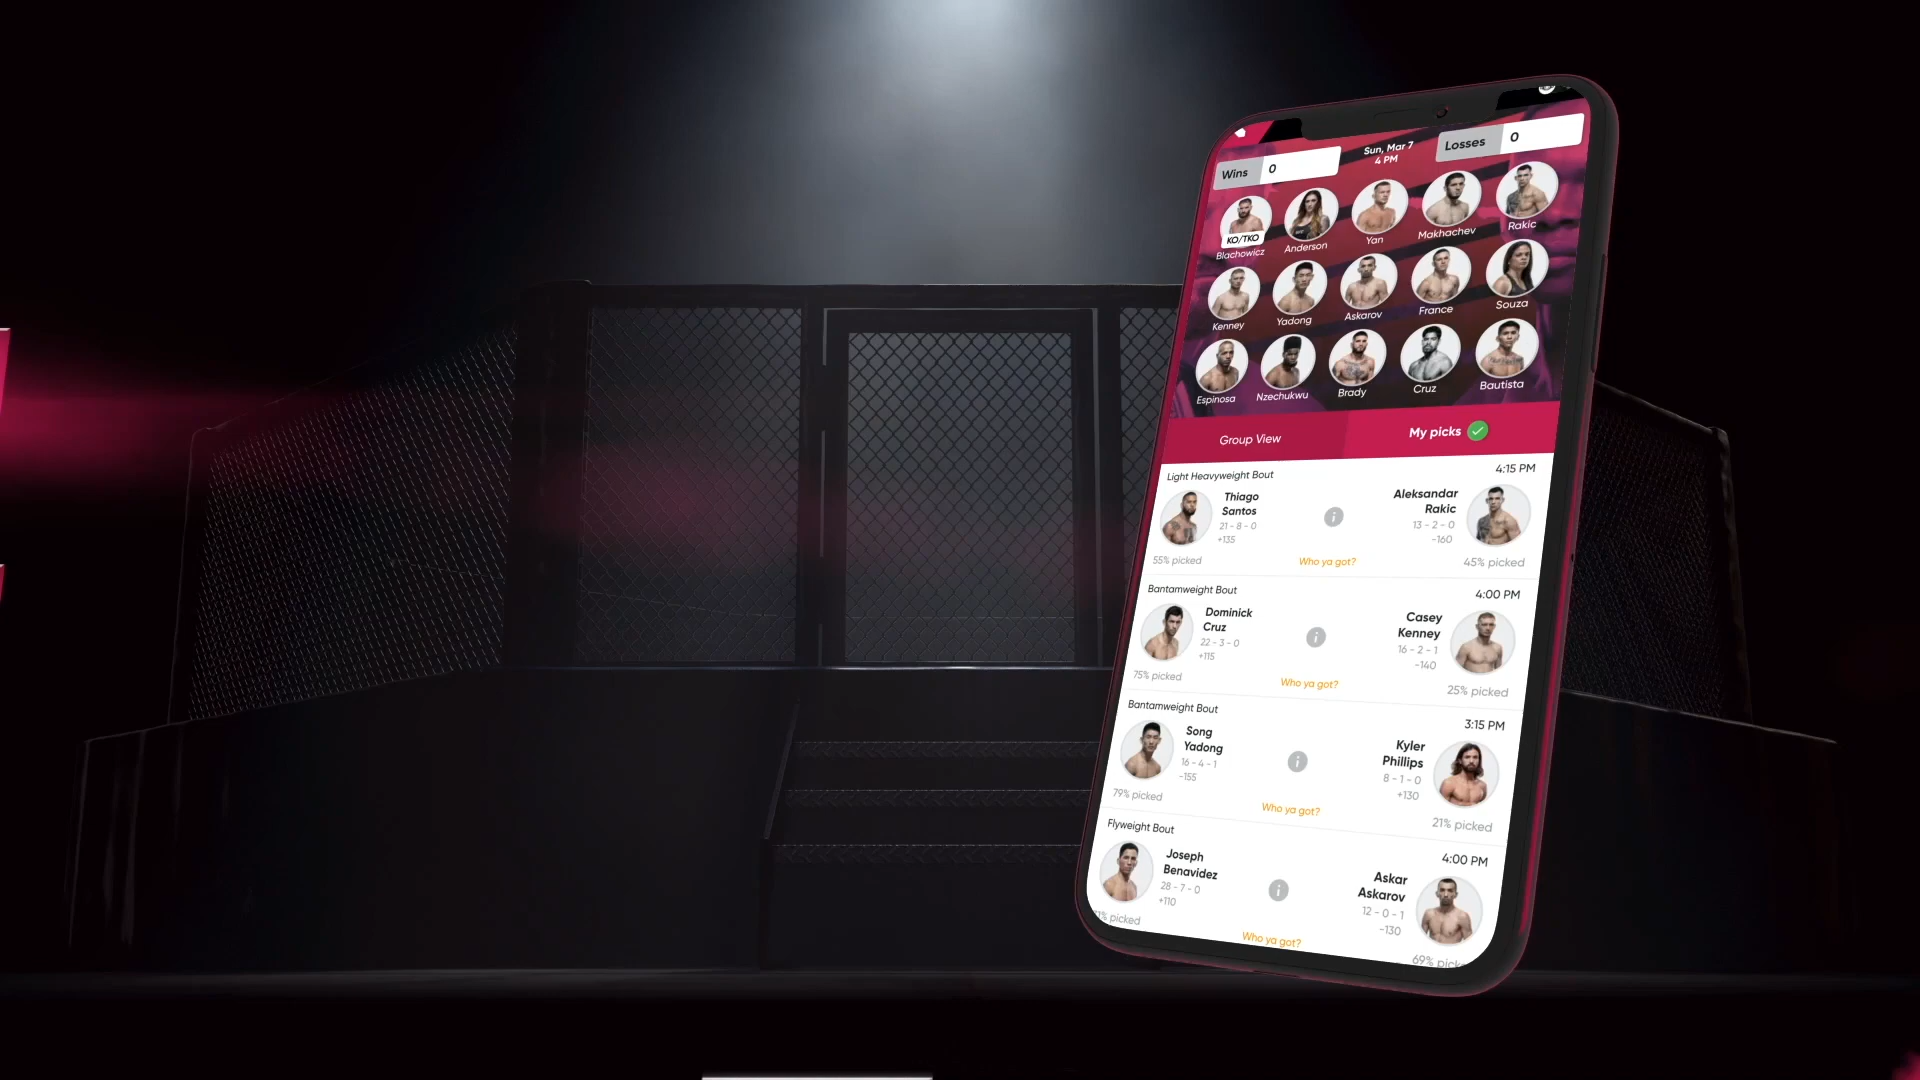 Wins 0
Sun, Mar 7
4 PM
Losses 0
KO/TKO
Blachowicz Anderson Yan Makhachev Rakic
Kenney Yadong Askarov France Souza
Espinosa Nzechukwu Brady Cruz Bautista
Group View My picks
Light Heavyweight Bout 4:15 PM
Thiago
Santos
21 - 8 - 0
+135
55% picked
Who ya got?
Aleksandar
Rakic
13 - 2 - 0
-160
45% picked
Bantamweight Bout 4:00 PM
Dominick
Cruz
22 - 3 - 0
+115
75% picked
Who ya got?
Casey
Kenney
16 - 2 - 1
-140
25% picked
Bantamweight Bout 3:15 PM
Song
Yadong
16 - 4 - 1
-155
79% picked
Who ya got?
Kyler
Phillips
8 - 1 - 0
+130
21% picked
Flyweight Bout 4:00 PM
Joseph
Benavidez
28 - 7 - 0
+110
picked
Who ya got?
Askar
Askarov
12 - 0 - 1
-130
69% picke